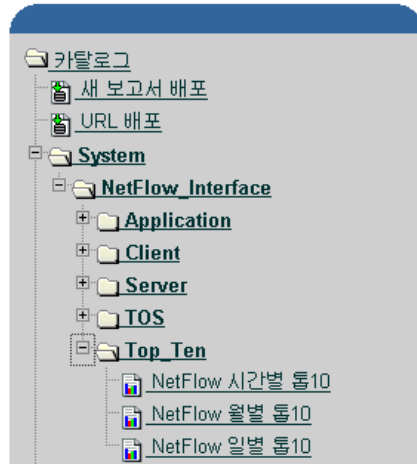 카탈로그
새 보고서 배포
URL 배포
System
NetFlow_Interface
Application
Client
Server
TOS
Top_Ten
NetFlow 시간별 톱10
NetFlow 월별 톱10
NetFlow 일별 톱10